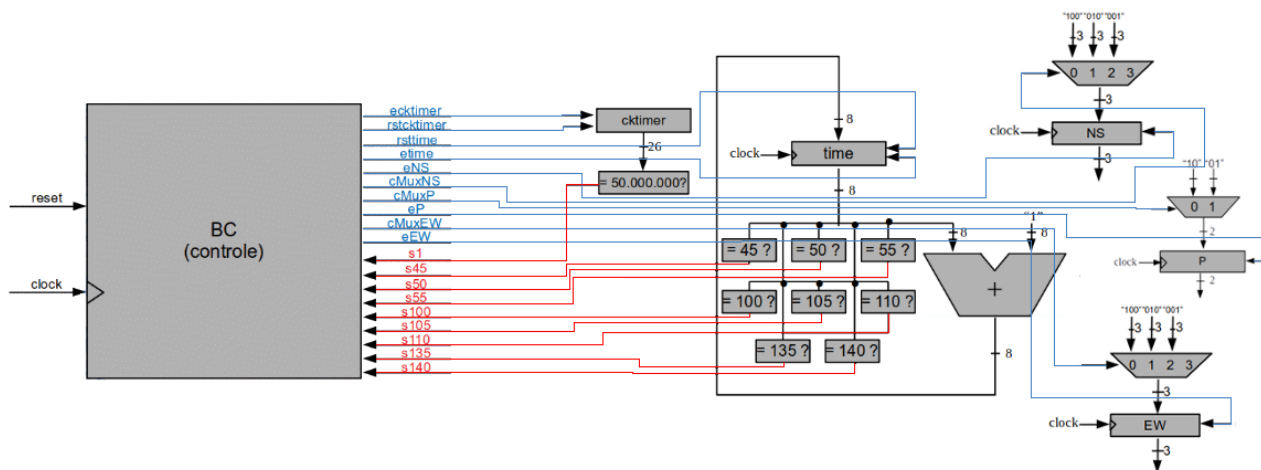 "100" "010" "001"
3 3 3
0 1 2 3
3
clock
NS
3
ecktimer
rstcktimer
rsttime
etime
eNS
cMuxNS
cMuxP
eP
cMuxEW
eEW
s1
s45
s50
s55
s100
s105
s110
s135
s140
reset
clock
BC
(controle)
cktimer
26
= 50.000.000?
8
clock
time
8
= 45 ?
= 50 ?
= 55 ?
= 100 ?
= 105 ?
= 110 ?
= 135 ?
= 140 ?
8
"1"
8
+
8
"10" "01"
0 1
2
clock
P
2
"100" "010" "001"
3 3 3
0 1 2 3
3
clock
EW
3